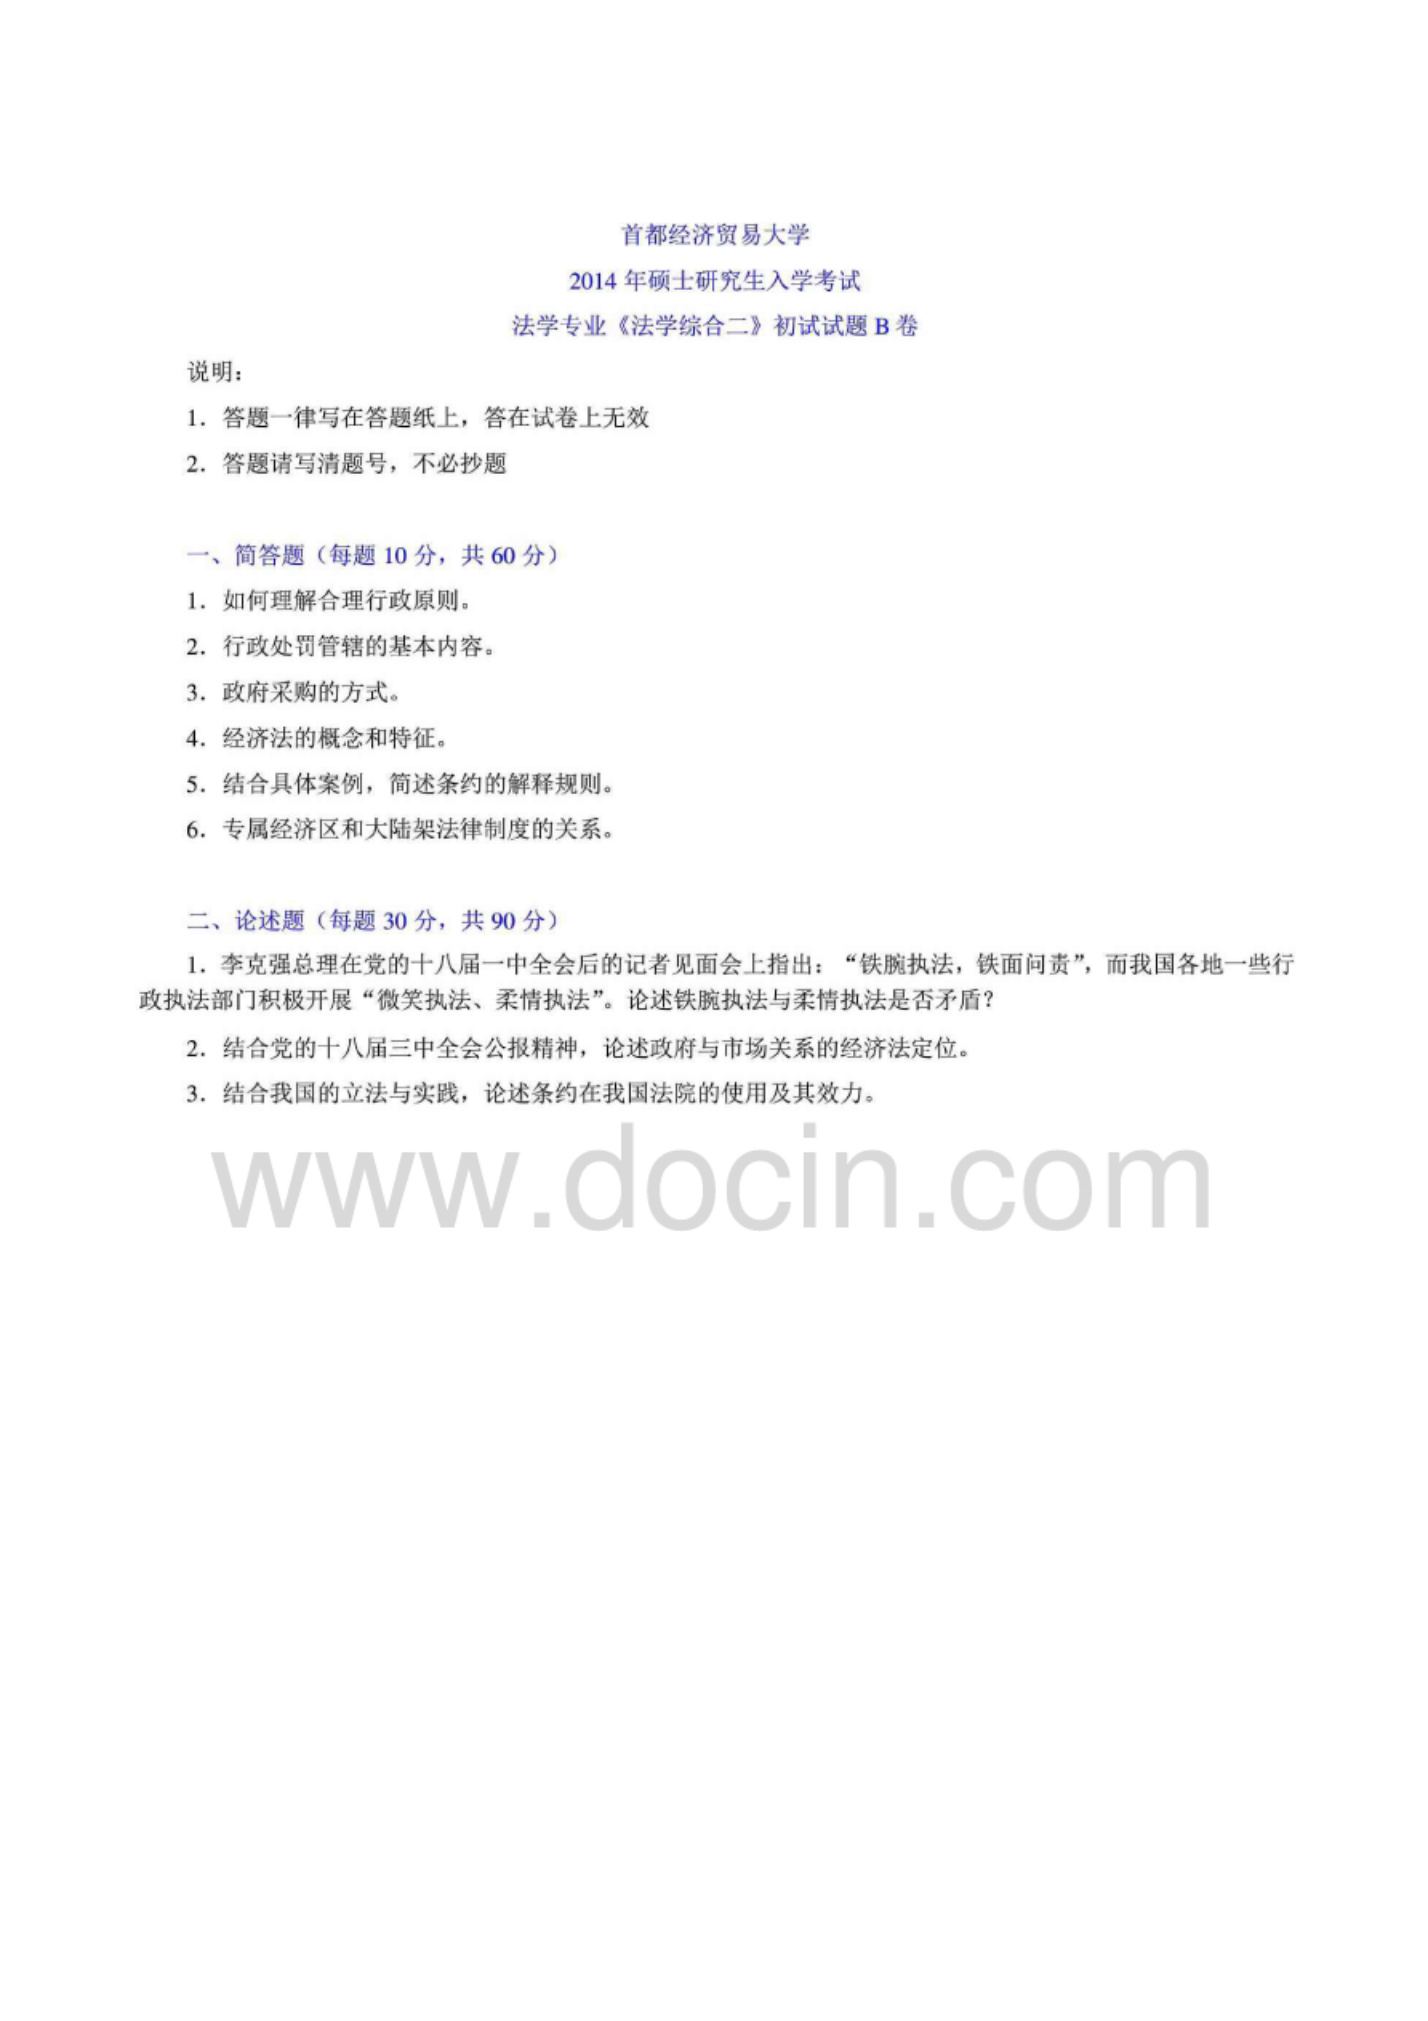 首都经济贸易大学
2014 年硕士研究生入学考试
法学专业《法学综合二》初试试题 B 卷
说明：
1．答题一律写在答题纸上，答在试卷上无效
2．答题请写清题号，不必抄题
一、简答题（每题 10 分，共 60 分）
1．如何理解合理行政原则。
2．行政处罚管辖的基本内容。
3．政府采购的方式。
4．经济法的概念和特征。
5．结合具体案例，简述条约的解释规则。
6．专属经济区和大陆架法律制度的关系。
二、论述题（每题 30 分，共 90 分）
1．李克强总理在党的十八届一中全会后的记者见面会上指出：“铁腕执法，铁面问责”，而我国各地一些行
政执法部门积极开展“微笑执法、柔情执法”。论述铁腕执法与柔情执法是否矛盾？
2．结合党的十八届三中全会公报精神，论述政府与市场关系的经济法定位。
3．结合我国的立法与实践，论述条约在我国法院的使用及其效力。
www.docin.com